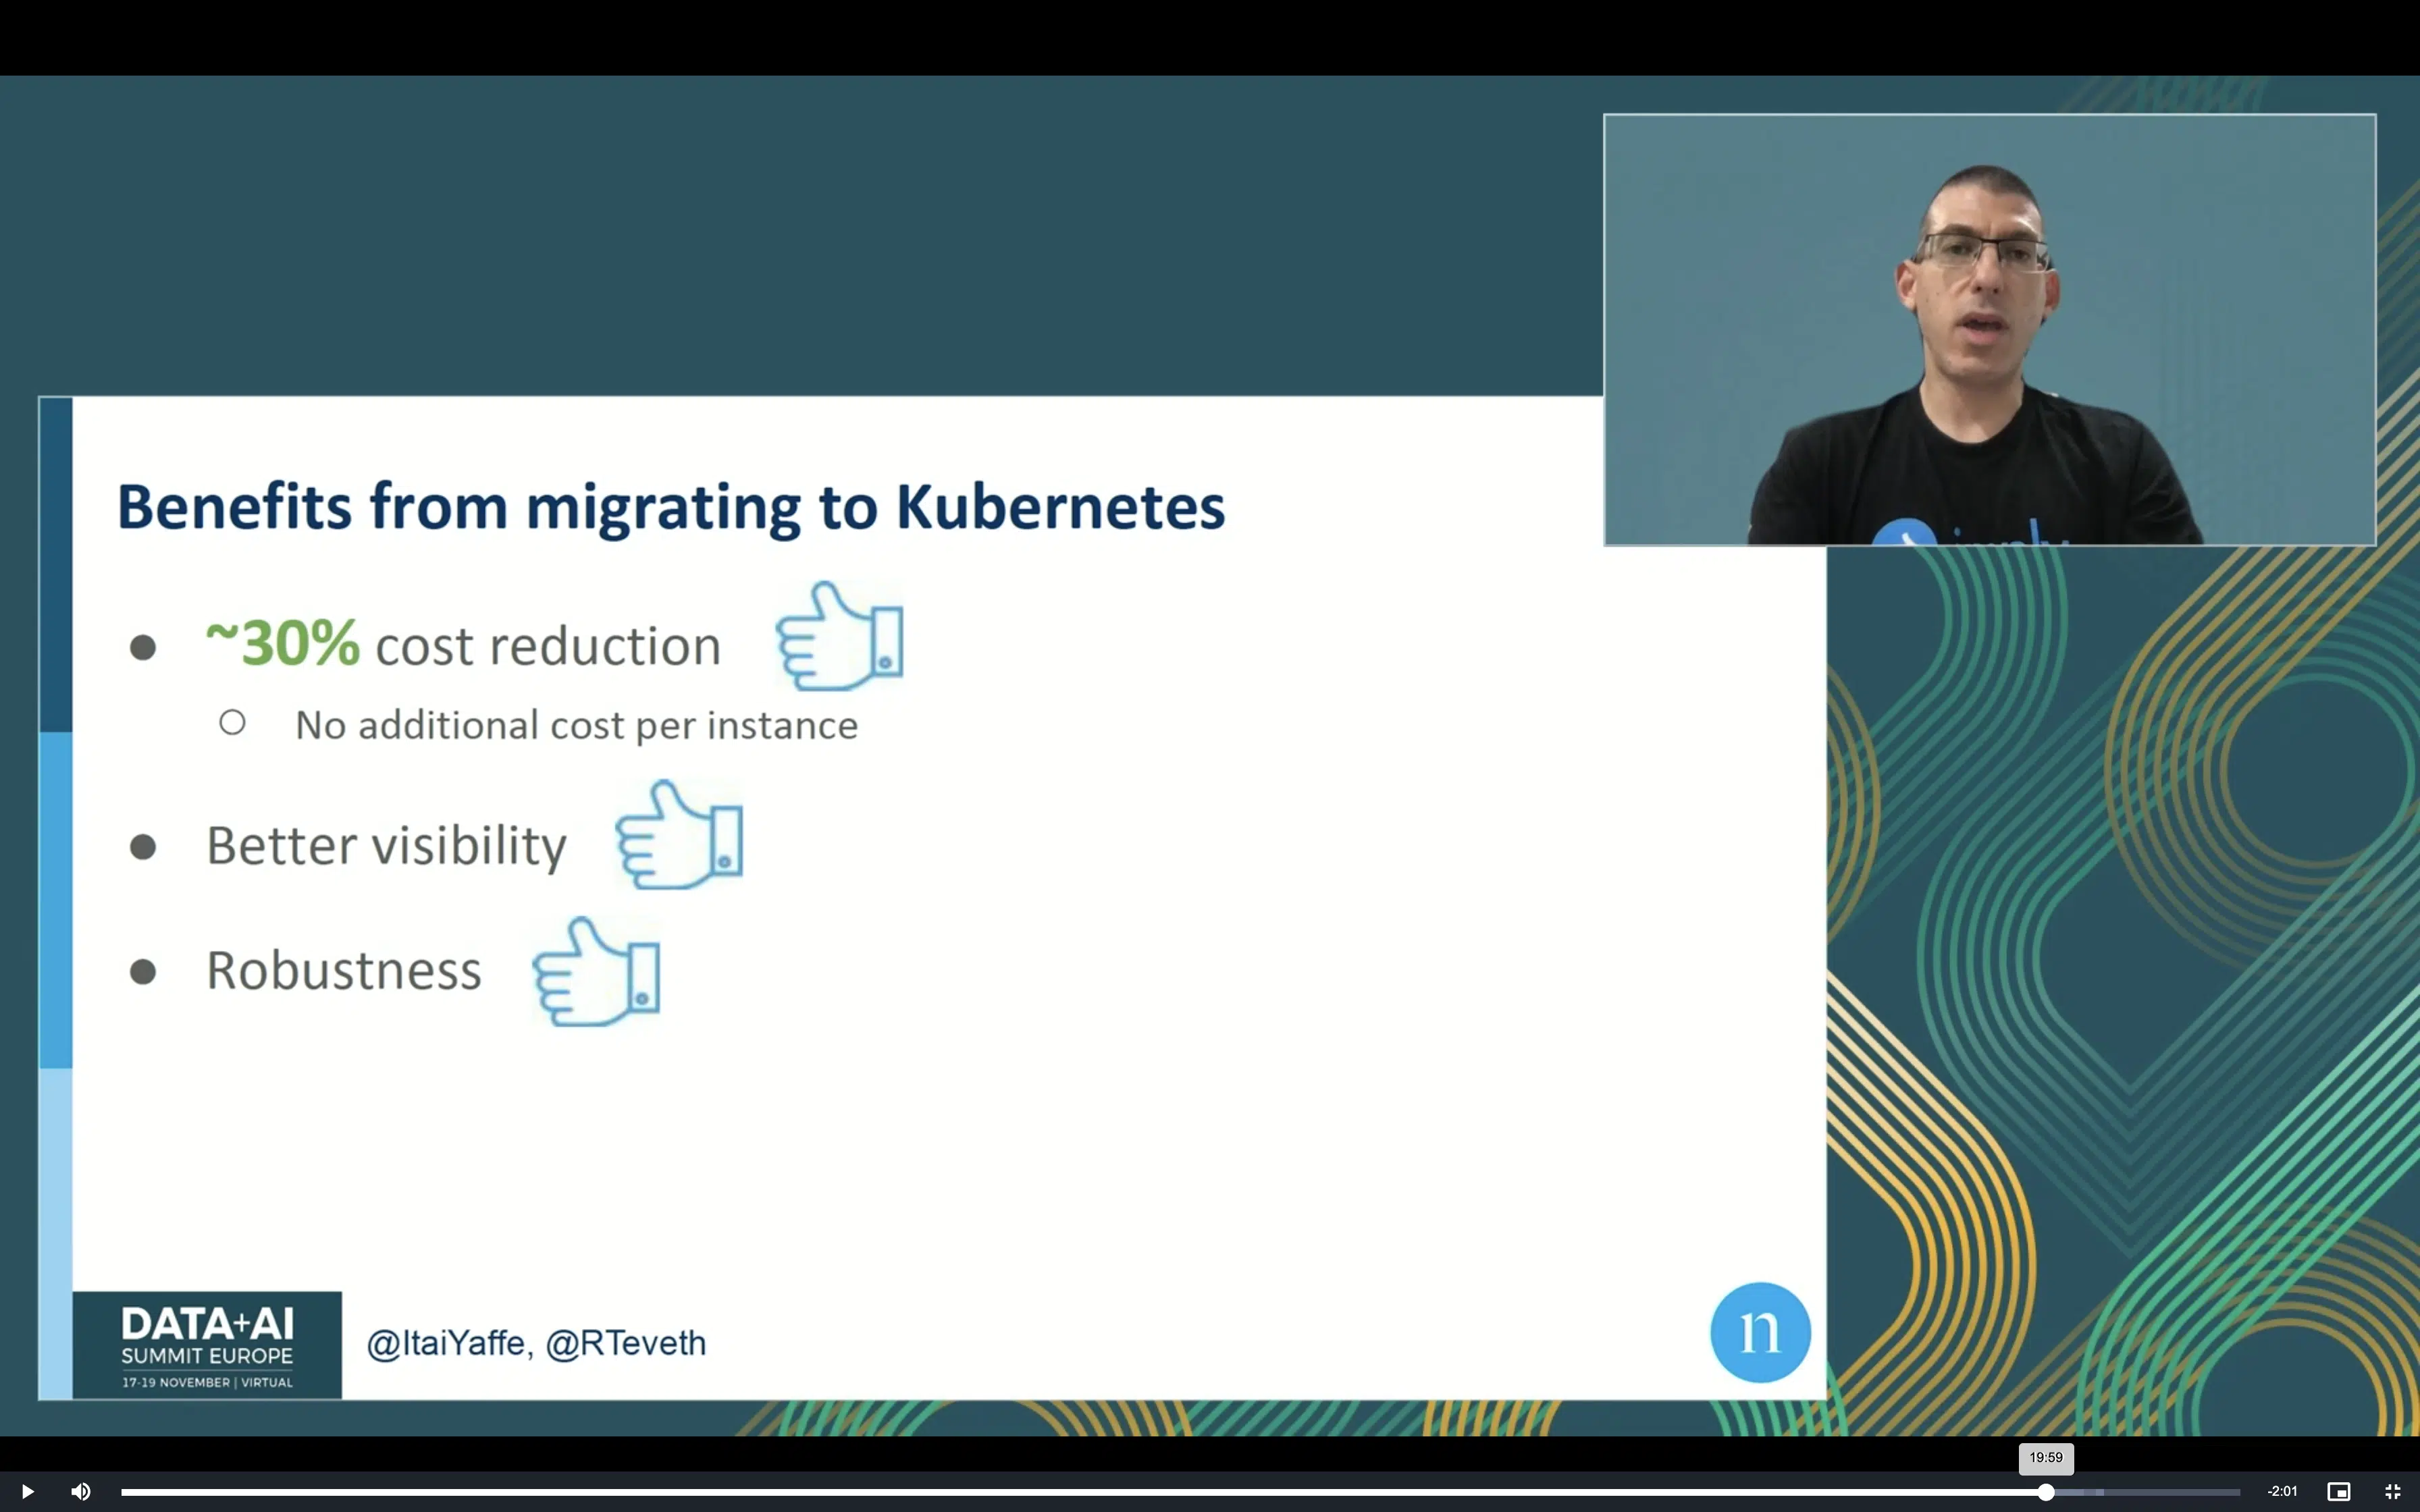 Benefits from migrating to Kubernetes
~30% cost reduction
No additional cost per instance
Better visibility
Robustness
DATA+AI
SUMMIT EUROPE
17-19 NOVEMBER | VIRTUAL
@ItaiYaffe, @RTeveth
n
19:59
-2:01